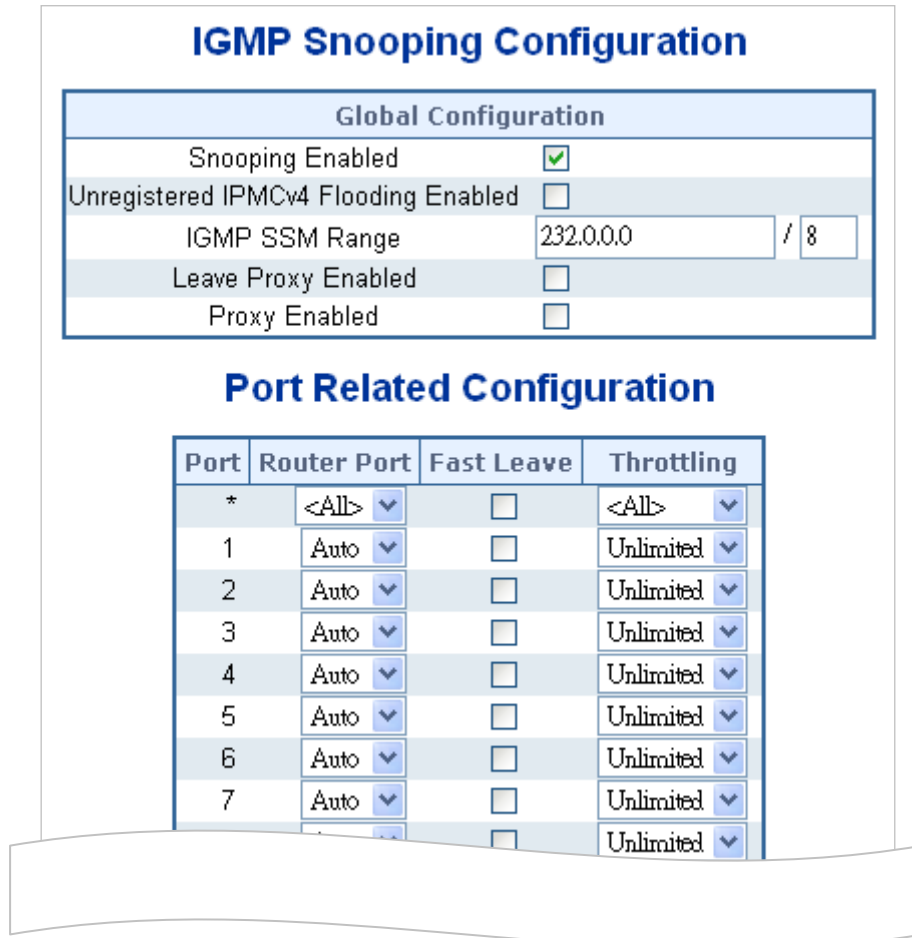 IGMP Snooping Configuration
Global Configuration
Snooping Enabled
Unregistered IPMCv4 Flooding Enabled
IGMP SSM Range 232.0.0.0 / 8
Leave Proxy Enabled
Proxy Enabled
Port Related Configuration
Port Router Port Fast Leave Throttling
* <All> <All>
1 Auto Unlimited
2 Auto Unlimited
3 Auto Unlimited
4 Auto Unlimited
5 Auto Unlimited
6 Auto Unlimited
7 Auto Unlimited
Unlimited